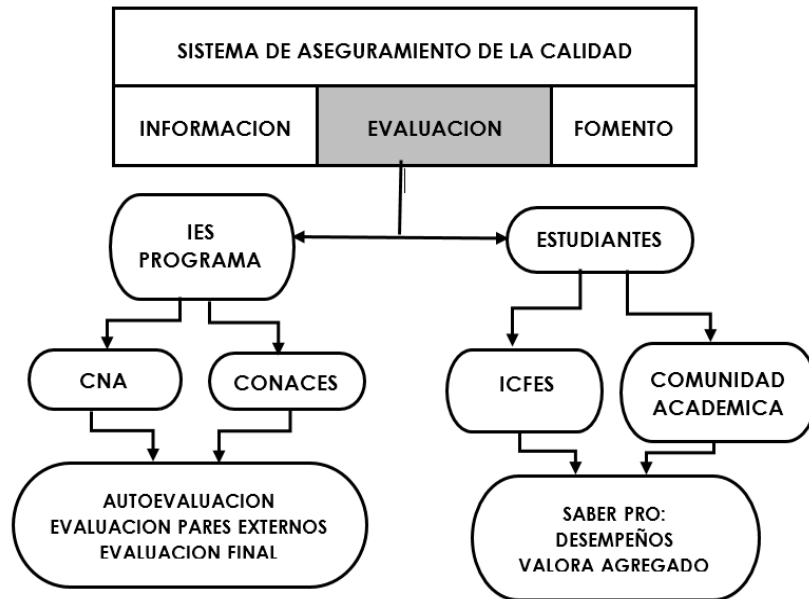 SISTEMA DE ASEGURAMIENTO DE LA CALIDAD
INFORMACION
EVALUACION
FOMENTO
IES
PROGRAMA
ESTUDIANTES
CNA
CONACES
ICFES
COMUNIDAD
ACADEMICA
AUTOEVALUACION
EVALUACION PARES EXTERNOS
EVALUACION FINAL
SABER PRO:
DESEMPEÑOS
VALORA AGREGADO